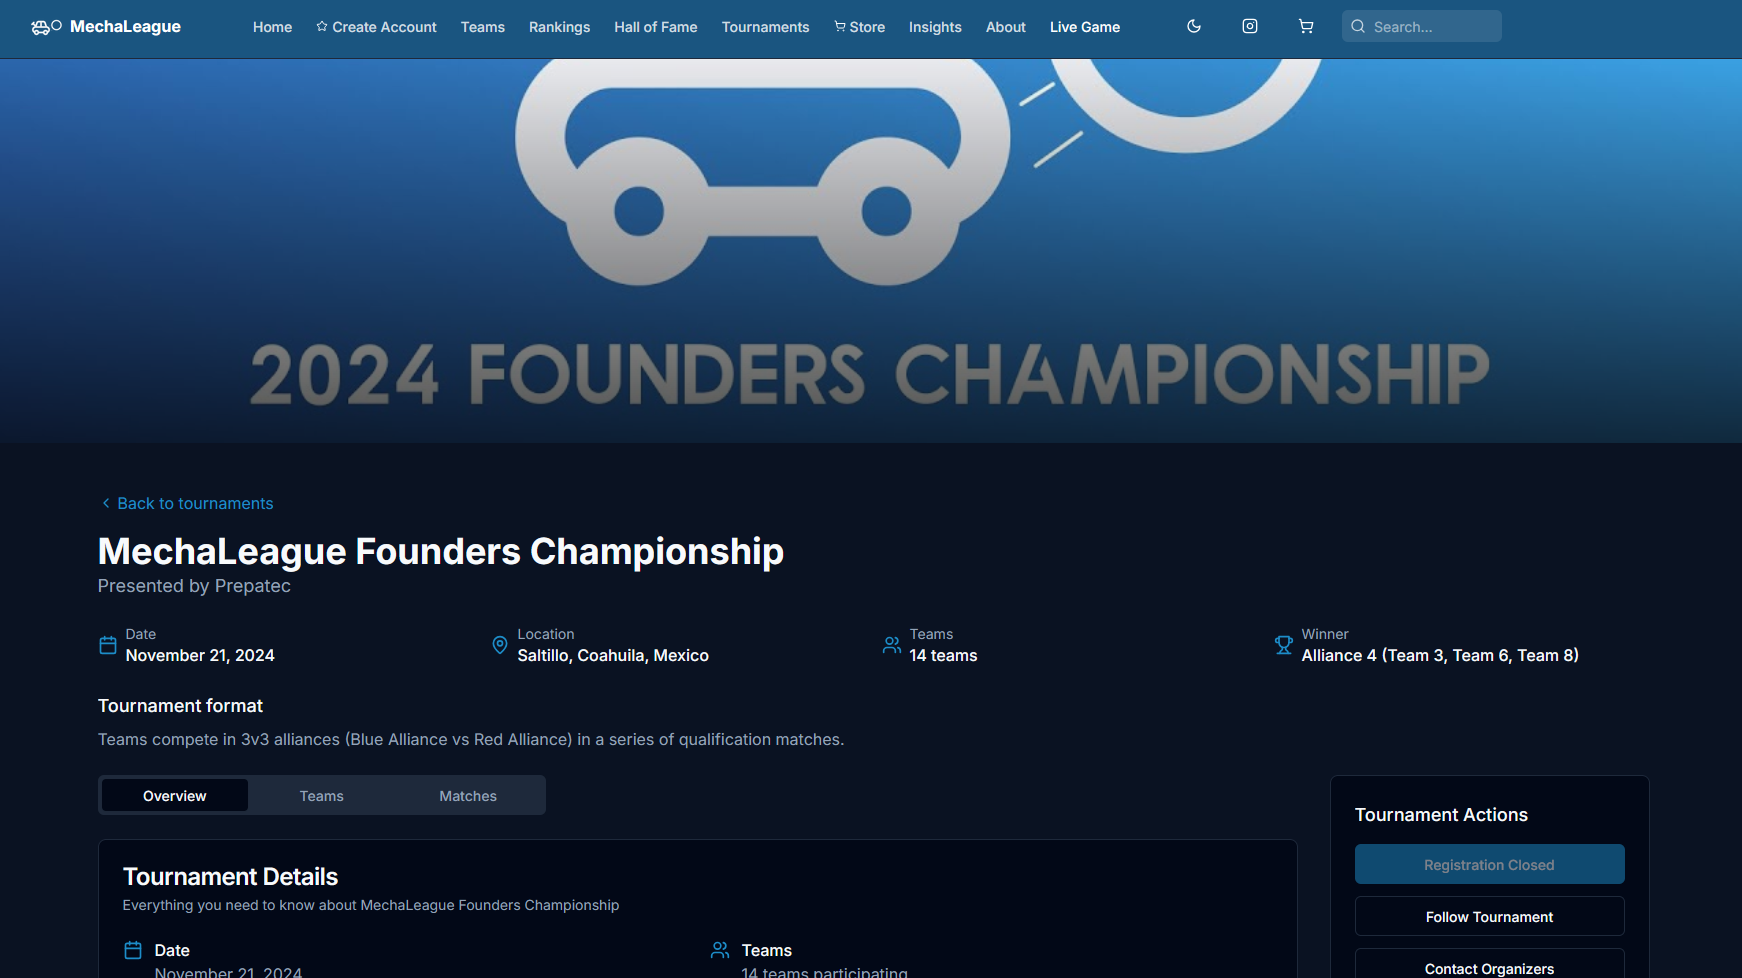 MechaLeague
Home
Create Account
Teams
Rankings
Hall of Fame
Tournaments
Store
Insights
About
Live Game
Search...
2024 FOUNDERS CHAMPIONSHIP
Back to tournaments
MechaLeague Founders Championship
Presented by Prepatec
Date
November 21, 2024
Location
Saltillo, Coahuila, Mexico
Teams
14 teams
Winner
Alliance 4 (Team 3, Team 6, Team 8)
Tournament format
Teams compete in 3v3 alliances (Blue Alliance vs Red Alliance) in a series of qualification matches.
Overview
Teams
Matches
Tournament Details
Everything you need to know about MechaLeague Founders Championship
Date
November 21, 2024
Teams
14 teams participating
Tournament Actions
Registration Closed
Follow Tournament
Contact Organizers